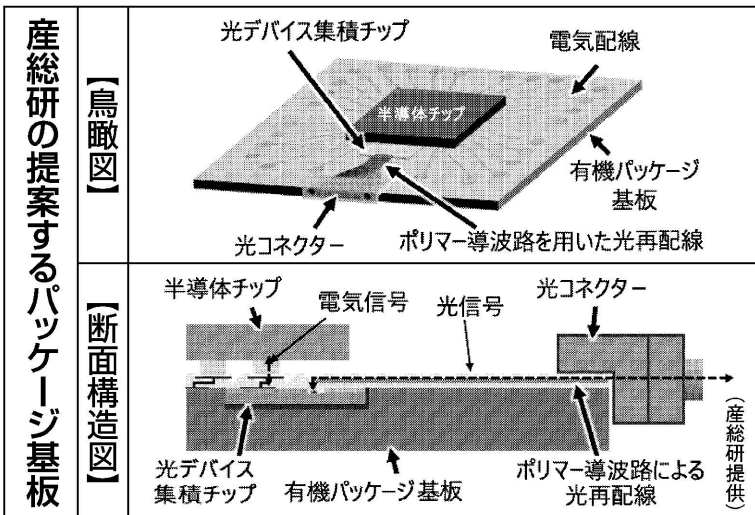 産総研の提案するパッケージ基板
【鳥瞰図】
光デバイス集積チップ
電気配線
半導体チップ
有機パッケージ
基板
光コネクター
ポリマー導波路を用いた光再配線
【断面構造図】
半導体チップ
電気信号
光信号
光コネクター
光デバイス
集積チップ
有機パッケージ基板
ポリマー導波路による
光再配線
（産総研提供）